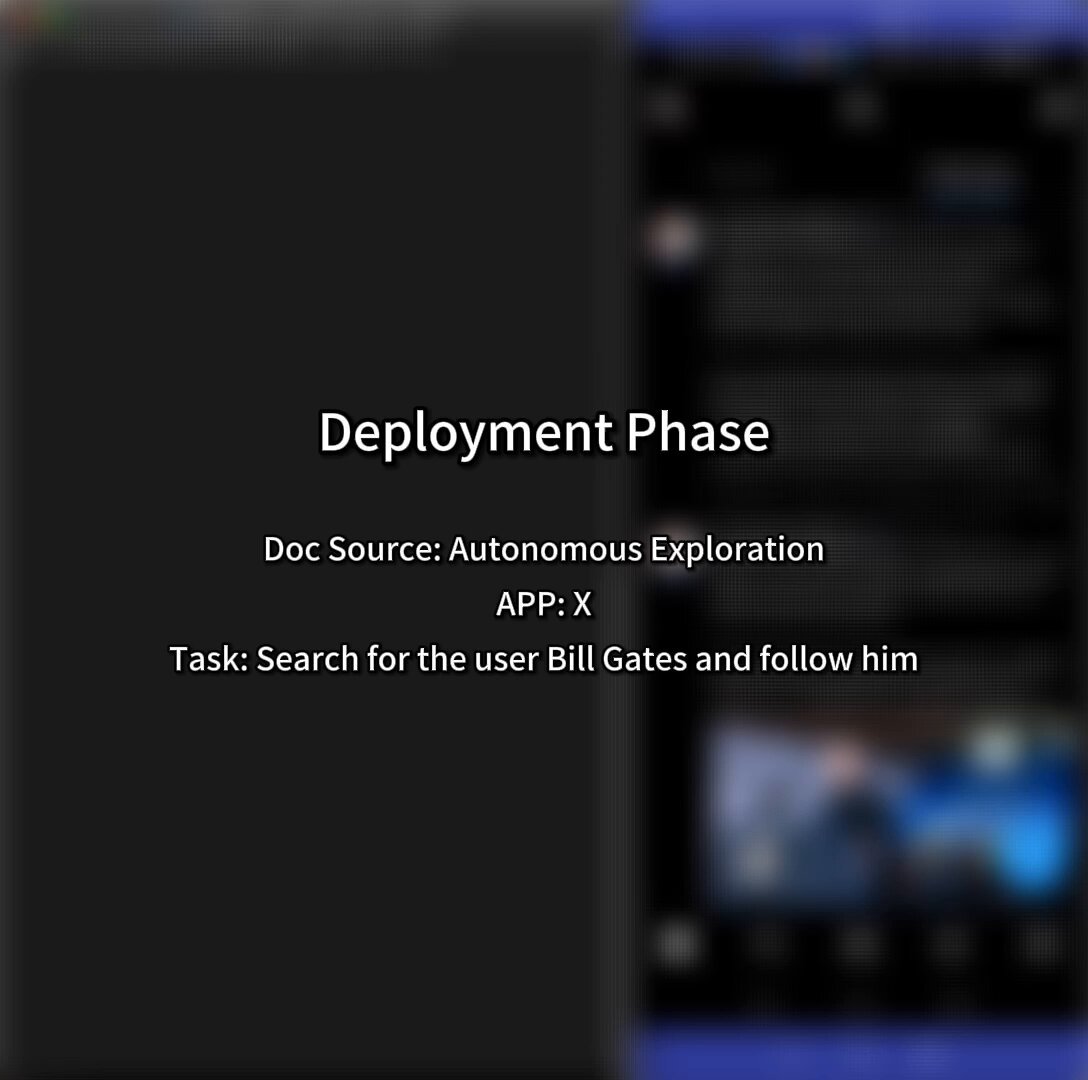 Deployment Phase
Doc Source: Autonomous Exploration
APP: X
Task: Search for the user Bill Gates and follow him